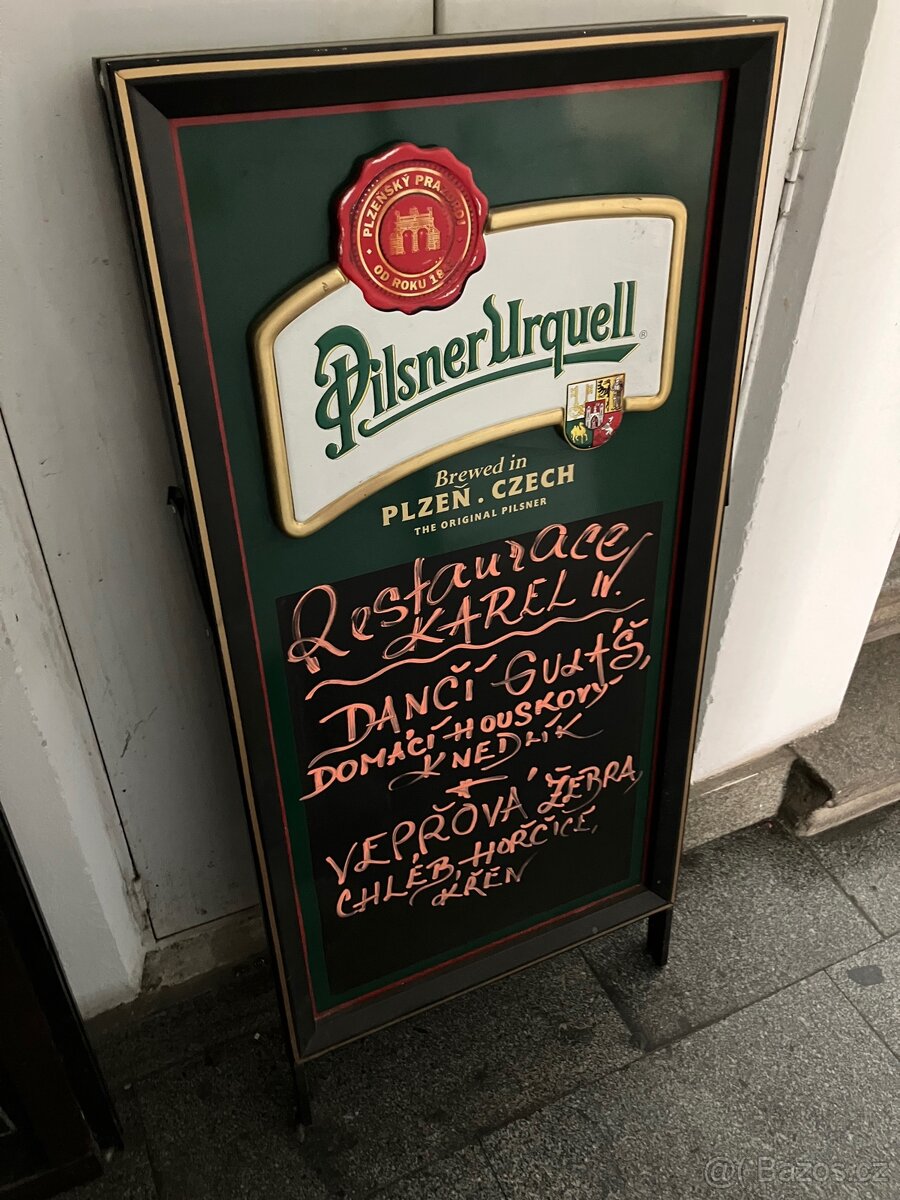 PLZEŇSKÝ PRAZDROJ
OD ROKU 18
Pilsner Urquell ®
Brewed in
PLZEŇ . CZECH
THE ORIGINAL PILSNER
Restaurace
KAREL IV.
DANČÍ GULÁŠ,
DOMÁCÍ HOUSKOVÝ
KNEDLÍK
VEPŘOVÁ ŽEBRA,
CHLÉB, HOŘČICE,
KŘEN
@( Bazos.cz